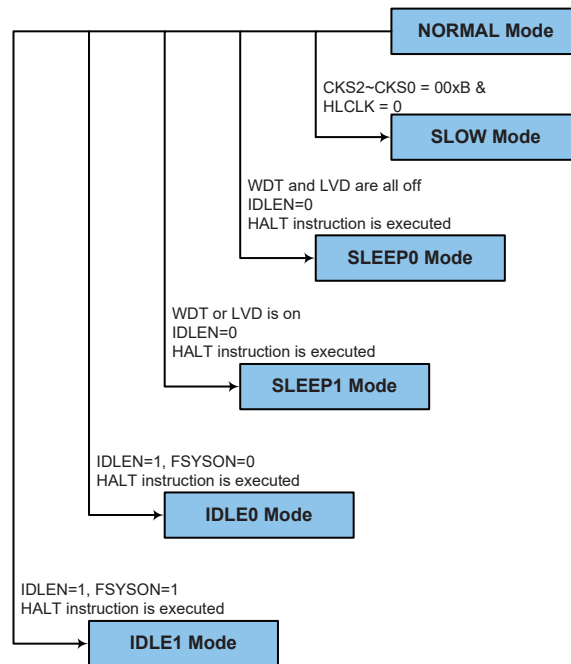 NORMAL Mode
CKS2~CKS0 = 00xB &
HLCLK = 0
SLOW Mode
WDT and LVD are all off
IDLEN=0
HALT instruction is executed
SLEEP0 Mode
WDT or LVD is on
IDLEN=0
HALT instruction is executed
SLEEP1 Mode
IDLEN=1, FSYSON=0
HALT instruction is executed
IDLE0 Mode
IDLEN=1, FSYSON=1
HALT instruction is executed
IDLE1 Mode